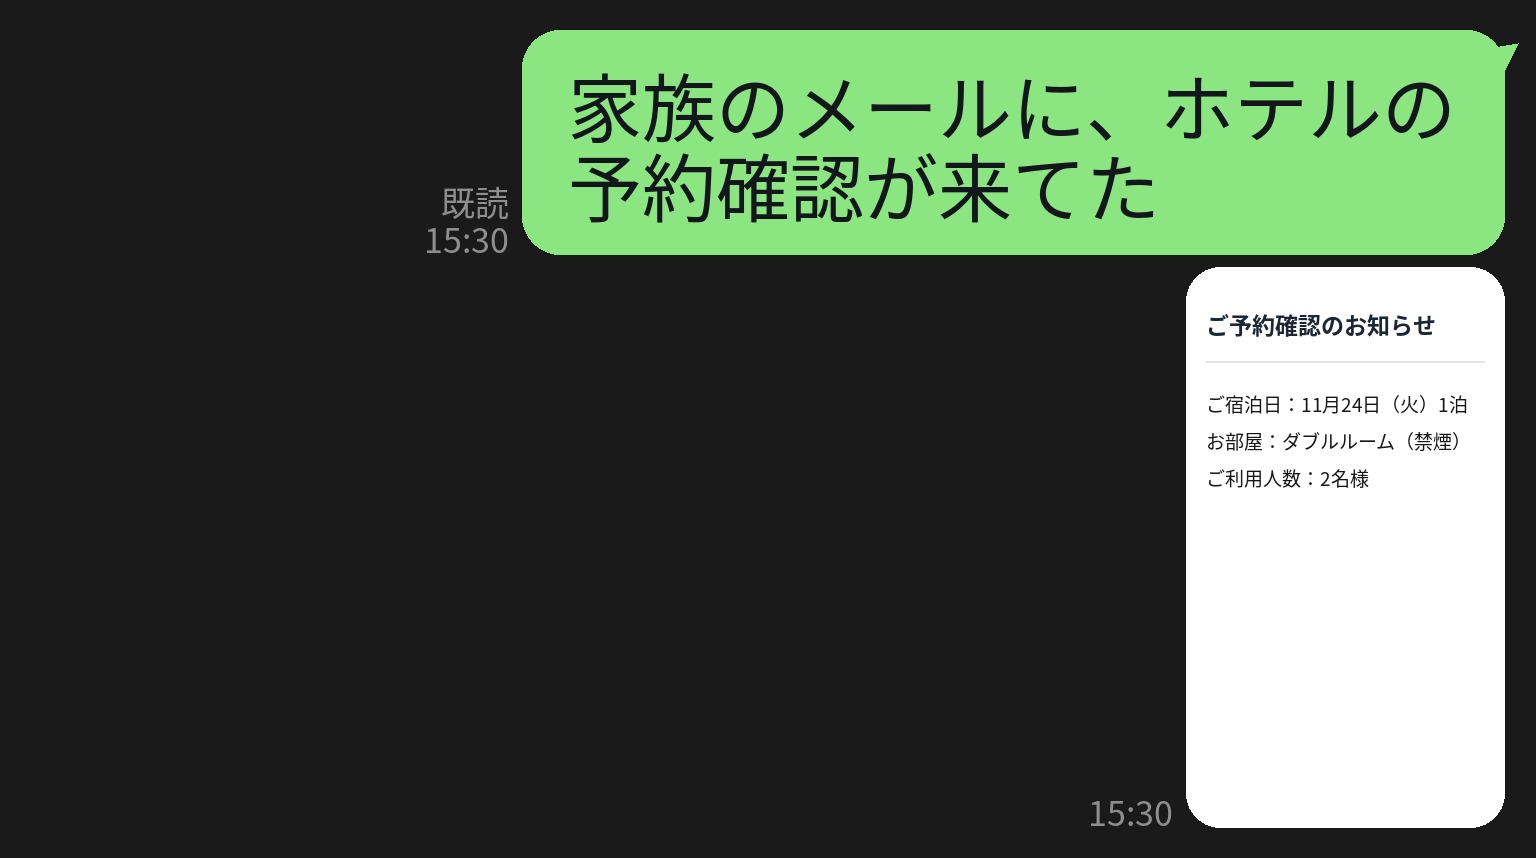 家族のメールに、ホテルの
予約確認が来てた
既読
15:30
ご予約確認のお知らせ
ご宿泊日：11月24日（火）1泊
お部屋：ダブルルーム（禁煙）
ご利用人数：2名様
15:30